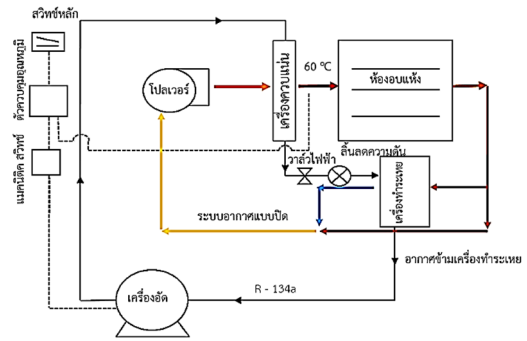 สวิทช์หลัก
ตัวควบคุมอุณหภูมิ
แมคนิติค สวิทช์
โปลเวอร์
เครื่องควบแน่น
60 ℃
ห้องอบแห้ง
วาล์วไฟฟ้า
ลิ้นลดความดัน
เครื่องทำระเหย
ระบบอากาศแบบปิด
อากาศข้ามเครื่องทำระเหย
R - 134a
เครื่องอัด